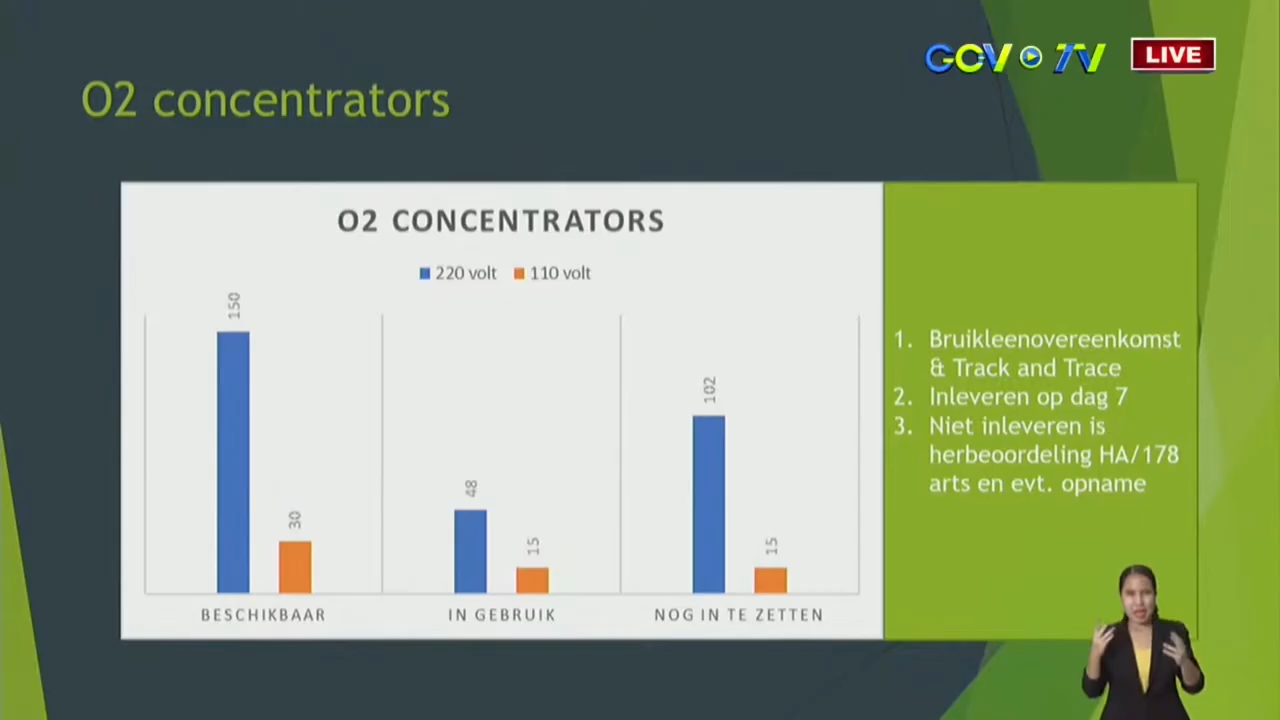 GOV TV
LIVE
O2 concentrators
O2 CONCENTRATORS
220 volt 110 volt
150
30
48
15
102
15
BESCHIKBAAR
IN GEBRUIK
NOG IN TE ZETTEN
1. Bruikleenovereenkomst
& Track and Trace
2. Inleveren op dag 7
3. Niet inleveren is
herbeoordeling HA/178
arts en evt. opname